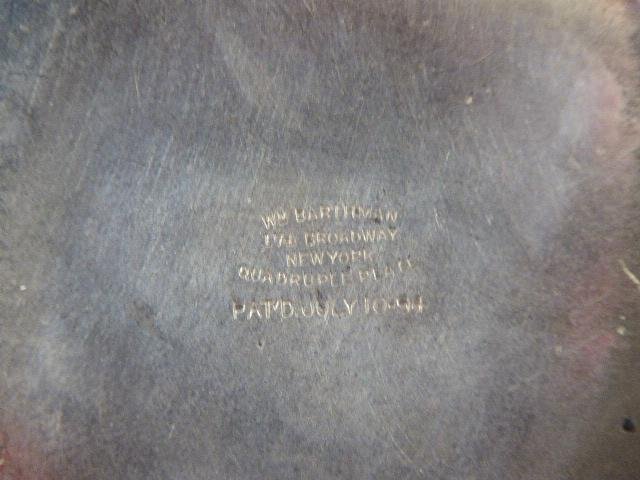 WM BARTHMAN
174 BROADWAY
NEW YORK
QUADRUPLE PLATE
PAT'D. JULY 10-94